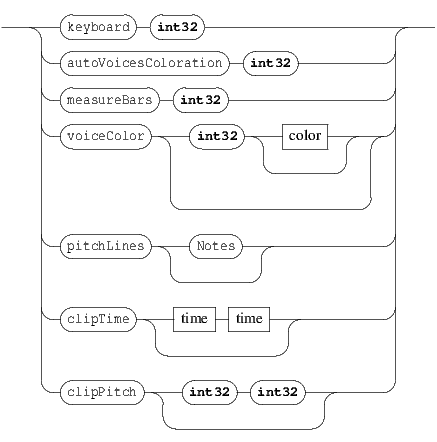 keyboard int32
autoVoicesColoration int32
measureBars int32
voiceColor int32 color
pitchLines Notes
clipTime time time
clipPitch int32 int32